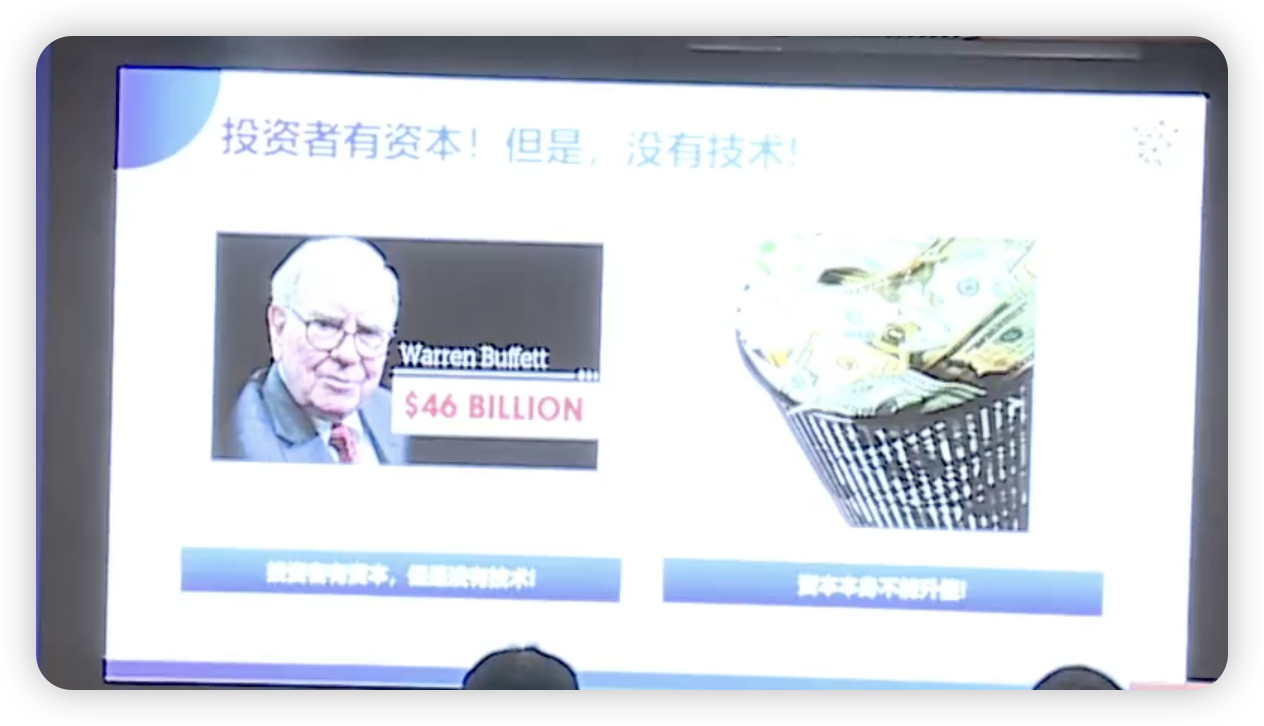 投资者有资本！但是，没有技术！
Warren Buffett
$46 BILLION
投资者有资本，但是没有技术!
资本本身不能升值!